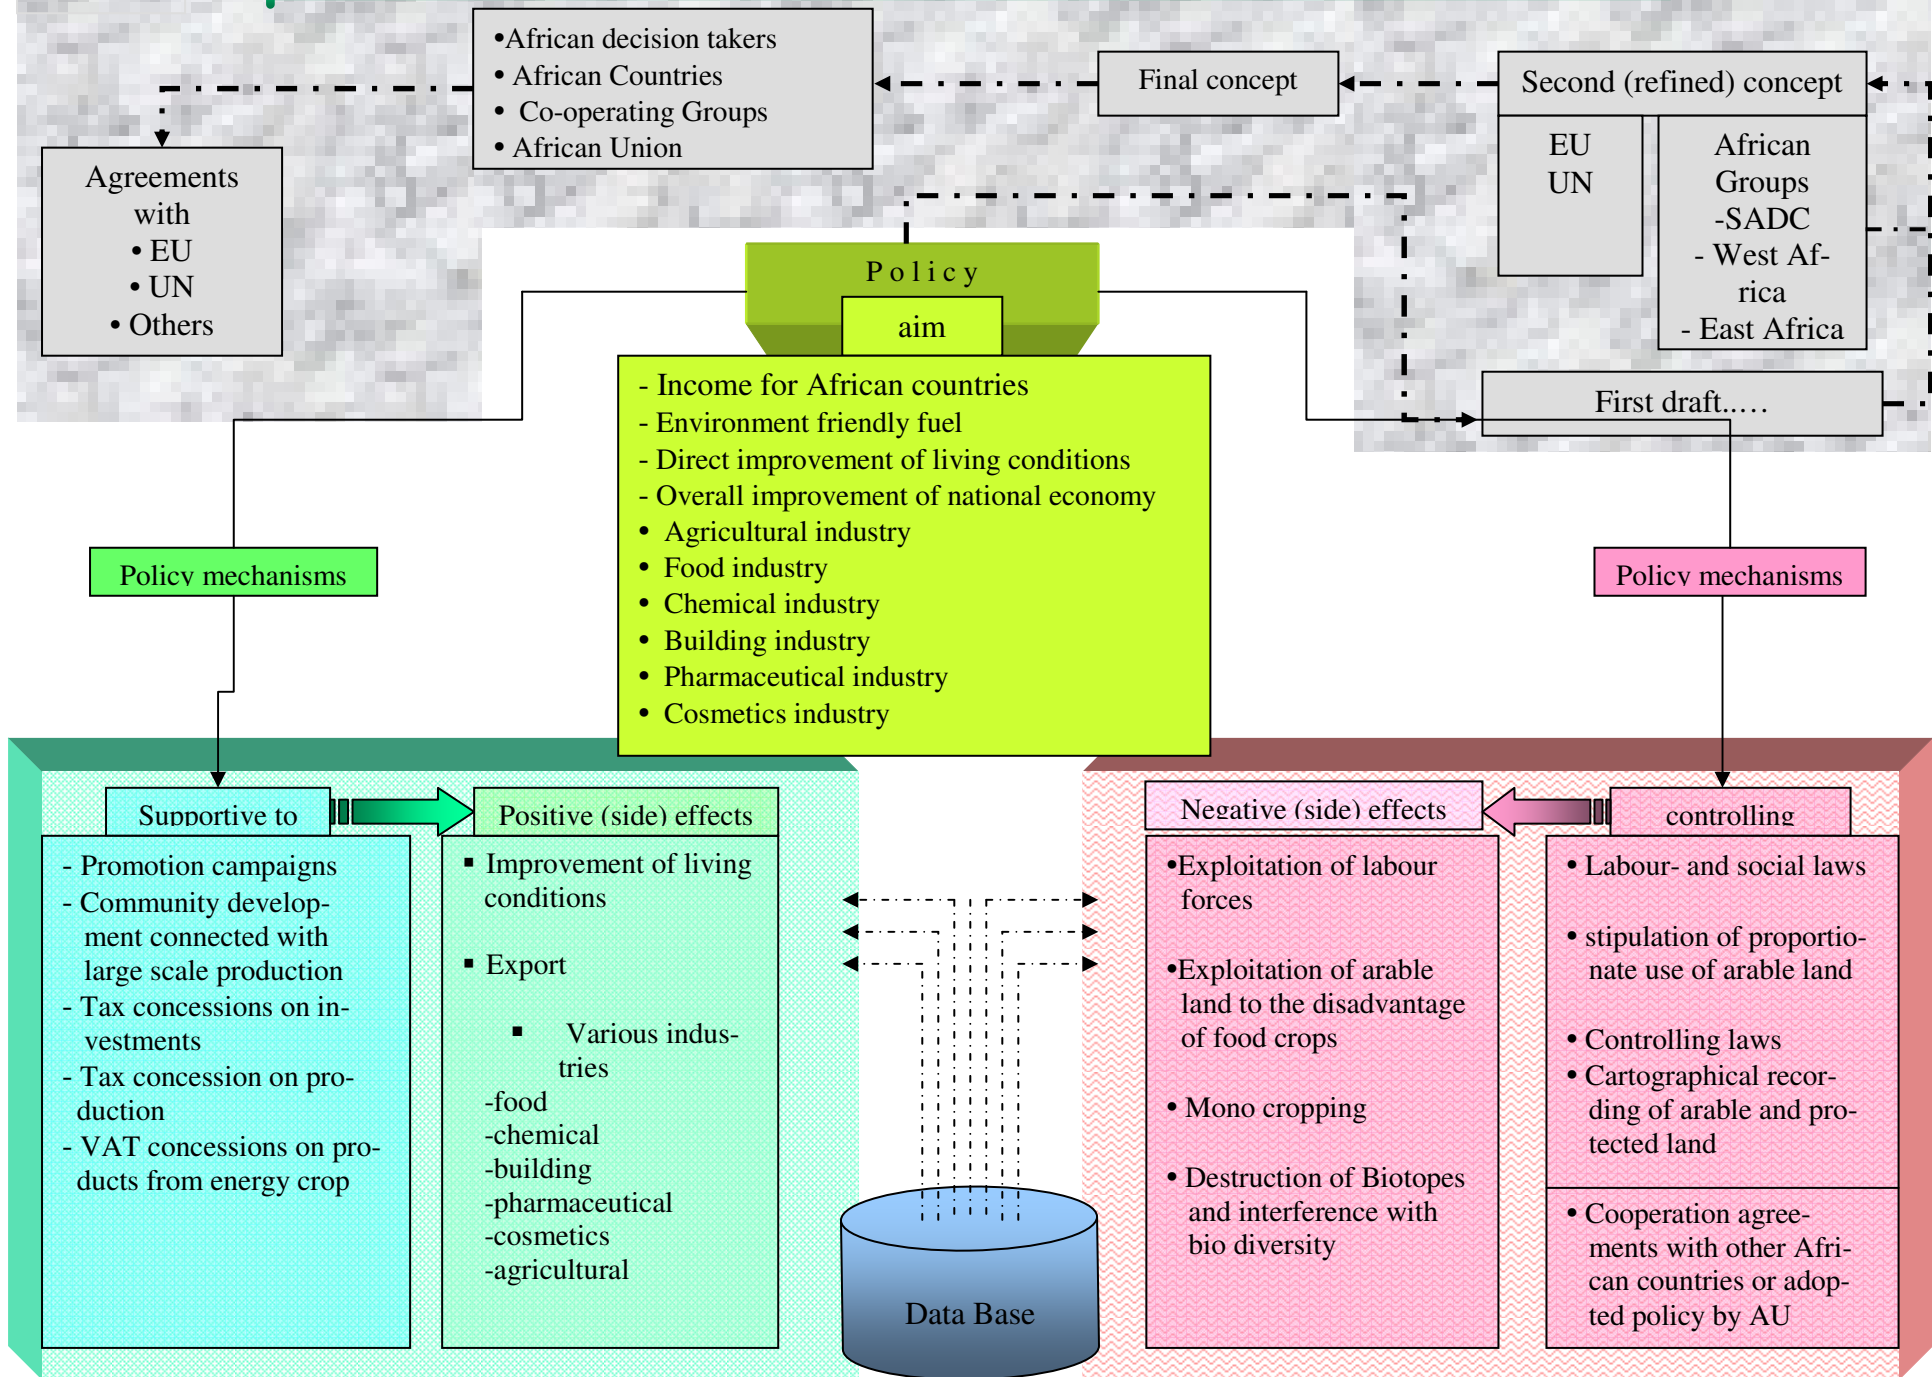 •African decision takers
• African Countries
• Co-operating Groups
• African Union
Final concept
Second (refined) concept
EU
UN
African
Groups
-SADC
- West Af-
rica
- East Africa
Agreements
with
• EU
• UN
• Others
Policy
aim
First draft..…
- Income for African countries
- Environment friendly fuel
- Direct improvement of living conditions
- Overall improvement of national economy
• Agricultural industry
• Food industry
• Chemical industry
• Building industry
• Pharmaceutical industry
• Cosmetics industry
Policy mechanisms
Policy mechanisms
Supportive to
- Promotion campaigns
- Community develop-
ment connected with
large scale production
- Tax concessions on in-
vestments
- Tax concession on pro-
duction
- VAT concessions on pro-
ducts from energy crop
Positive (side) effects
▪ Improvement of living
conditions
▪ Export
▪ Various indus-
tries
-food
-chemical
-building
-pharmaceutical
-cosmetics
-agricultural
Data Base
Negative (side) effects
•Exploitation of labour
forces
•Exploitation of arable
land to the disadvantage
of food crops
• Mono cropping
• Destruction of Biotopes
and interference with
bio diversity
controlling
• Labour- and social laws
• stipulation of proportio-
nate use of arable land
• Controlling laws
• Cartographical recor-
ding of arable and pro-
tected land
• Cooperation agree-
ments with other Afri-
can countries or adop-
ted policy by AU